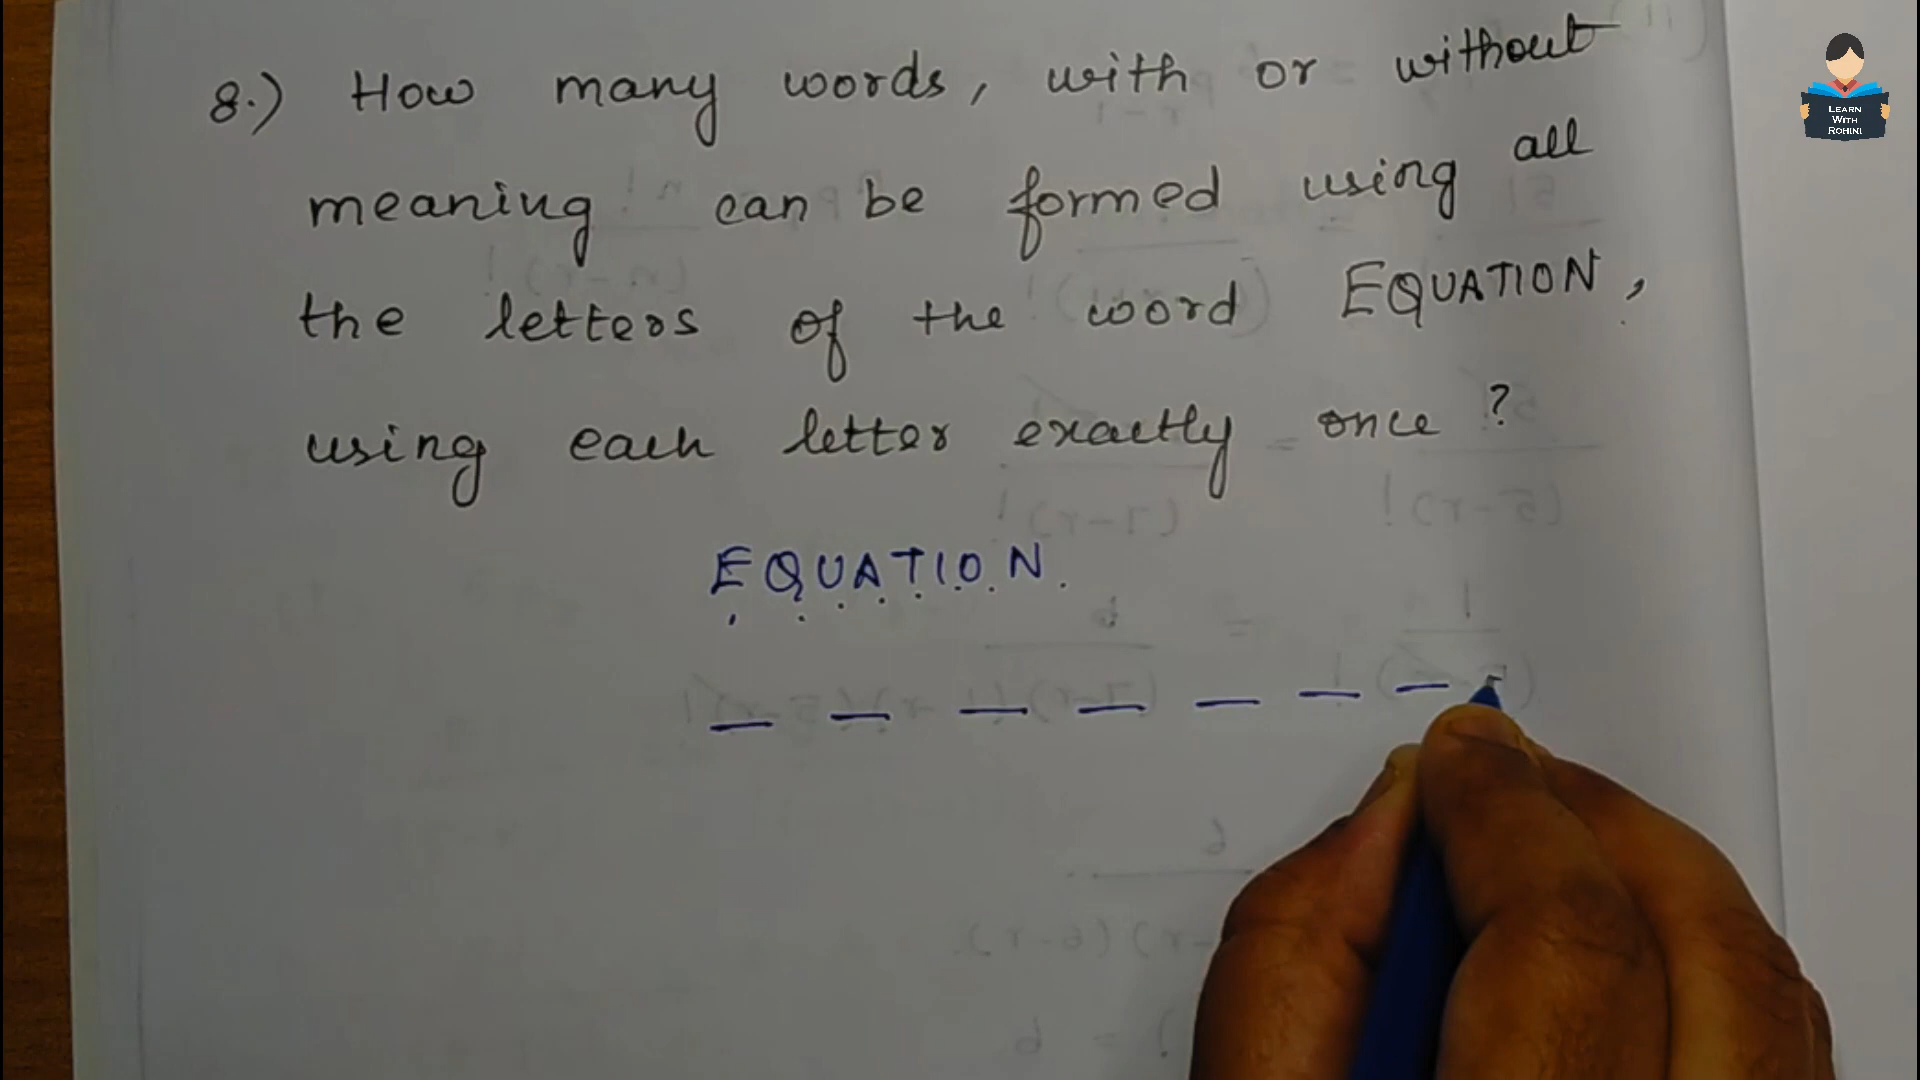 8.) How many words, with or without
meaning can be formed using all
the letters of the word EQUATION,
using each letter exactly once ?
EQUATION.
LEARN
WITH
ROHINI